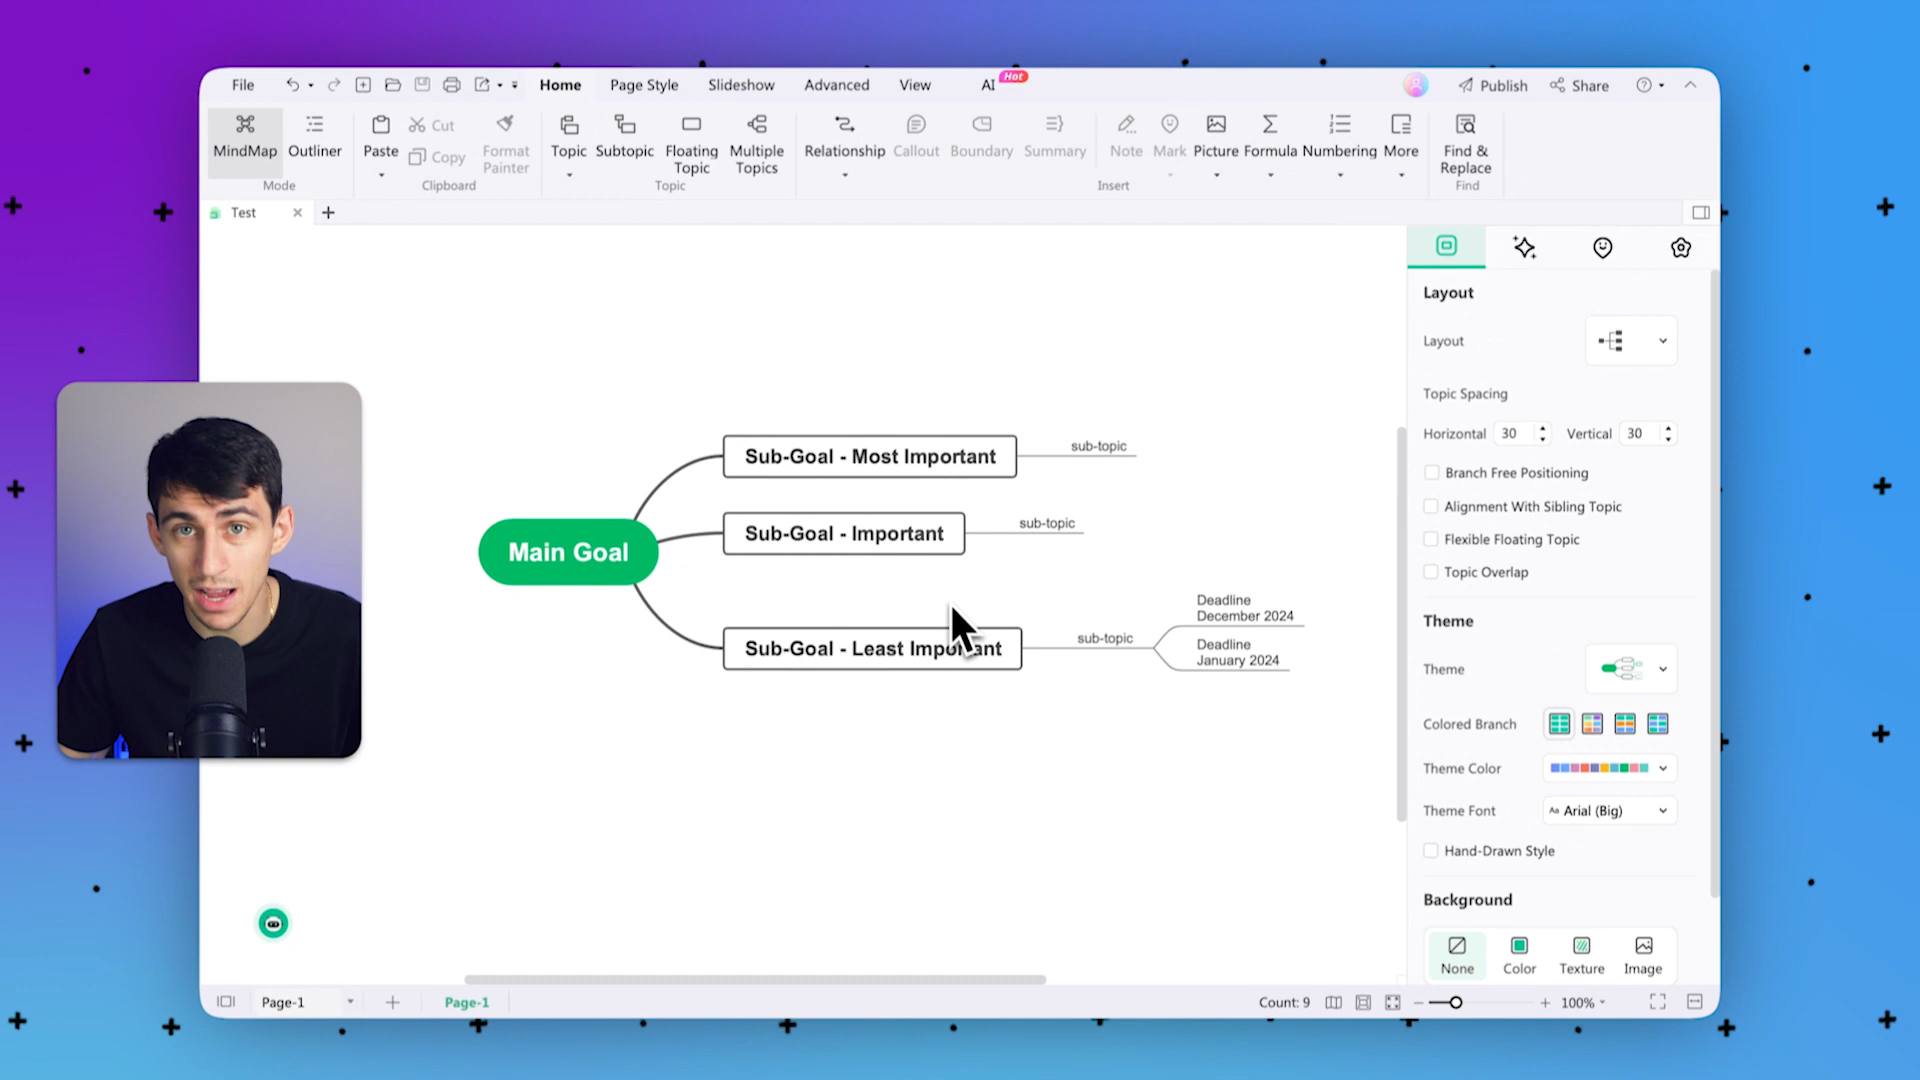 File
Home
Page Style
Slideshow
Advanced
View
AI
Hot
Publish
Share
MindMap
Outliner
Mode
Paste
Cut
Copy
Format
Painter
Clipboard
Topic
Subtopic
Floating
Topic
Multiple
Topics
Topic
Relationship
Callout
Boundary
Summary
Note
Mark
Picture
Formula
Numbering
More
Insert
Find &
Replace
Find
Test
Main Goal
Sub-Goal - Most Important
sub-topic
Sub-Goal - Important
sub-topic
Sub-Goal - Least Important
sub-topic
Deadline
December 2024
Deadline
January 2024
Layout
Layout
Topic Spacing
Horizontal 30
Vertical 30
Branch Free Positioning
Alignment With Sibling Topic
Flexible Floating Topic
Topic Overlap
Theme
Theme
Colored Branch
Theme Color
Theme Font
Aa Arial (Big)
Hand-Drawn Style
Background
None
Color
Texture
Image
Page-1
Page-1
Count: 9
100%